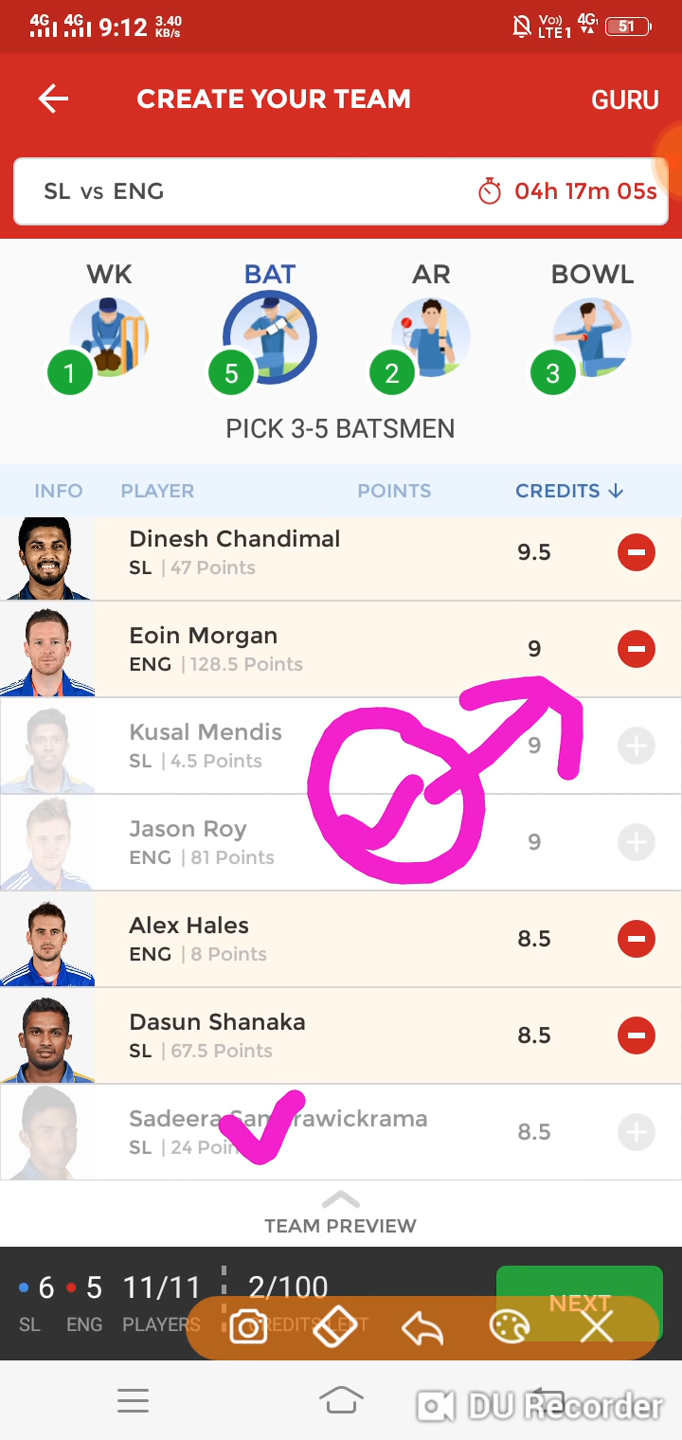 4G 4G 9:12 3.40 KB/s Vo)) LTE1 4G 51
CREATE YOUR TEAM GURU
SL vs ENG 04h 17m 05s
WK BAT AR BOWL
1 5 2 3
PICK 3-5 BATSMEN
INFO PLAYER POINTS CREDITS ↓
Dinesh Chandimal 9.5
SL | 47 Points
Eoin Morgan 9
ENG | 128.5 Points
Kusal Mendis 9
SL | 4.5 Points
Jason Roy 9
ENG | 81 Points
Alex Hales 8.5
ENG | 8 Points
Dasun Shanaka 8.5
SL | 67.5 Points
Sadeera 8.5
SL | 24
TEAM PREVIEW
6 5 11/11 2/100 NEXT
SL ENG PLAYERS CREDITS LEFT
DU Recorder